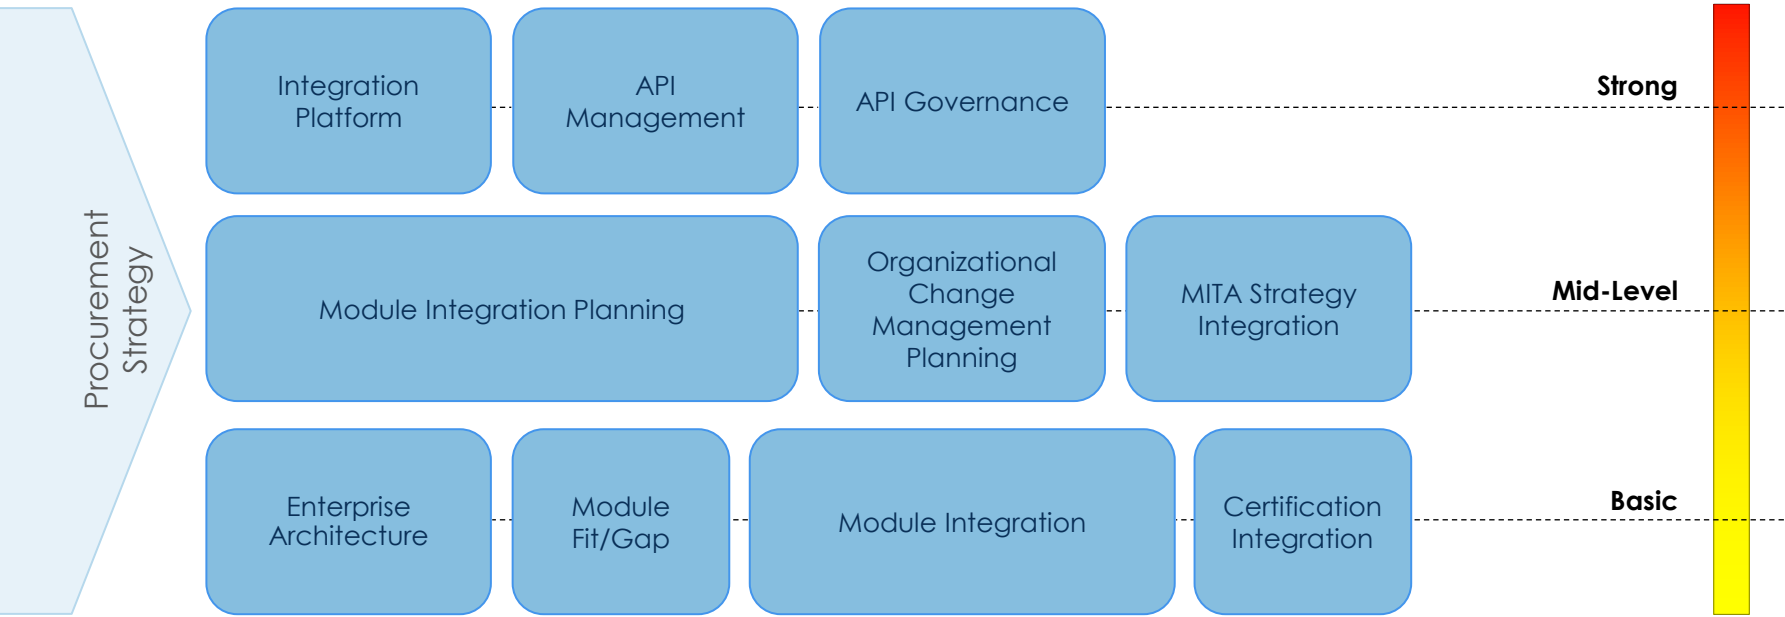 Procurement
Strategy
Integration
Platform
API
Management
API Governance
Strong
Module Integration Planning
Organizational
Change
Management
Planning
MITA Strategy
Integration
Mid-Level
Enterprise
Architecture
Module
Fit/Gap
Module Integration
Certification
Integration
Basic